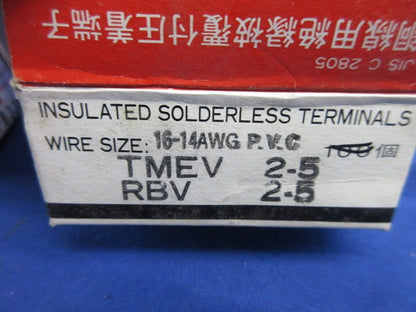 銅線用絶縁被覆付圧着端子
JIS C 2805
INSULATED SOLDERLESS TERMINALS
WIRE SIZE: 16-14AWG P.V.C 100個
TMEV 2-5
RBV 2-5